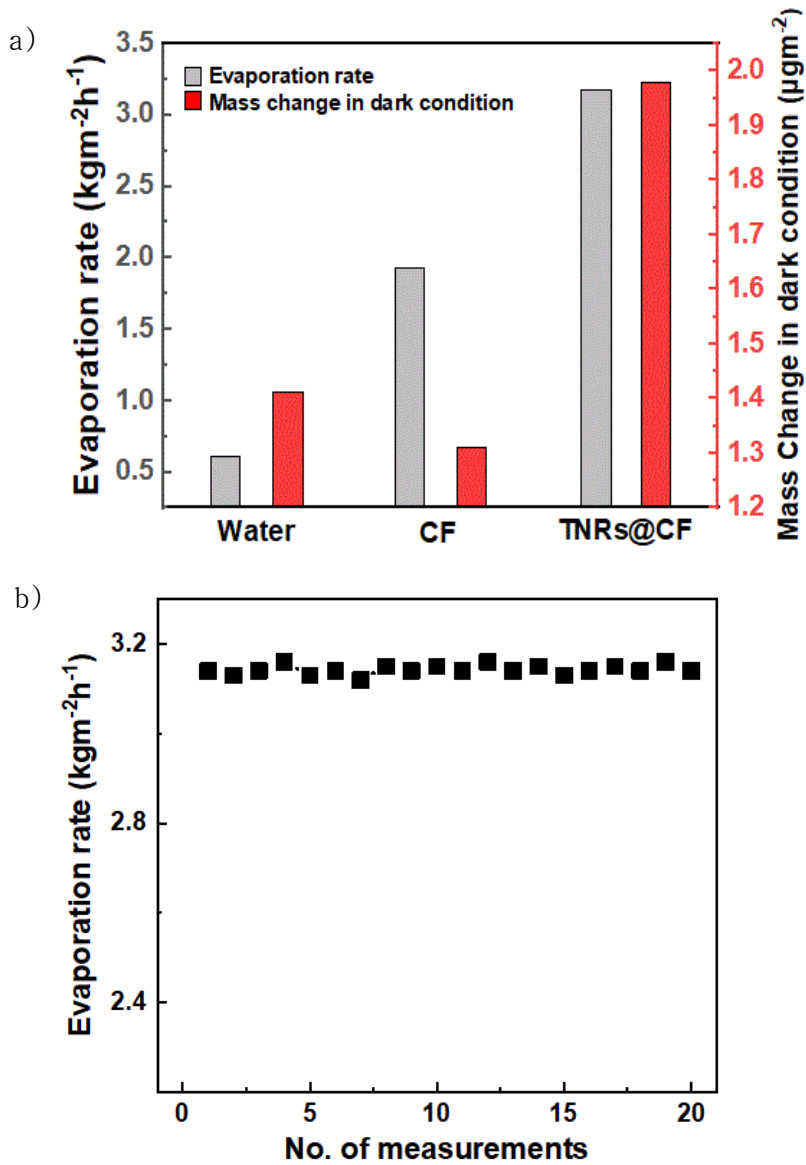 a)
Evaporation rate (kgm-2h-1)
3.5
3.0
2.5
2.0
1.5
1.0
0.5
Evaporation rate
Mass change in dark condition
Water
CF
TNRs@CF
2.0
1.9
1.8
1.7
1.6
1.5
1.4
1.3
1.2
Mass Change in dark condition (µgm-2)
b)
Evaporation rate (kgm-2h-1)
3.2
2.8
2.4
0
5
10
15
20
No. of measurements